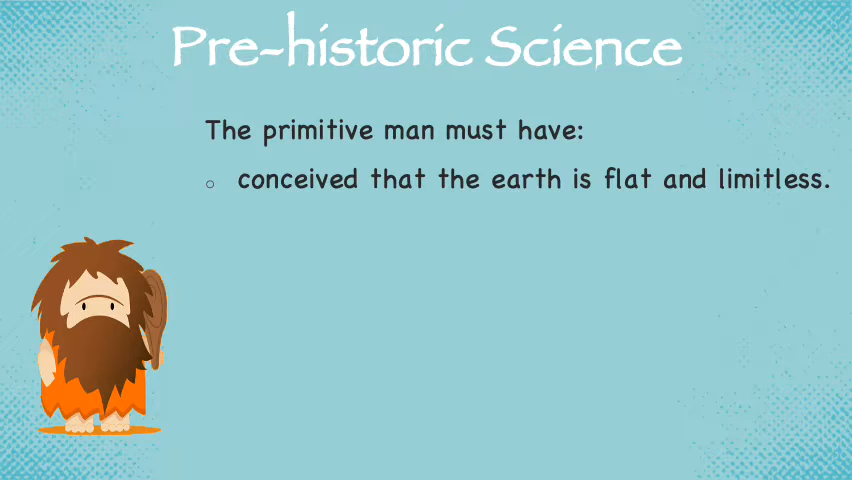 Pre-historic Science
The primitive man must have:
○ conceived that the earth is flat and limitless.